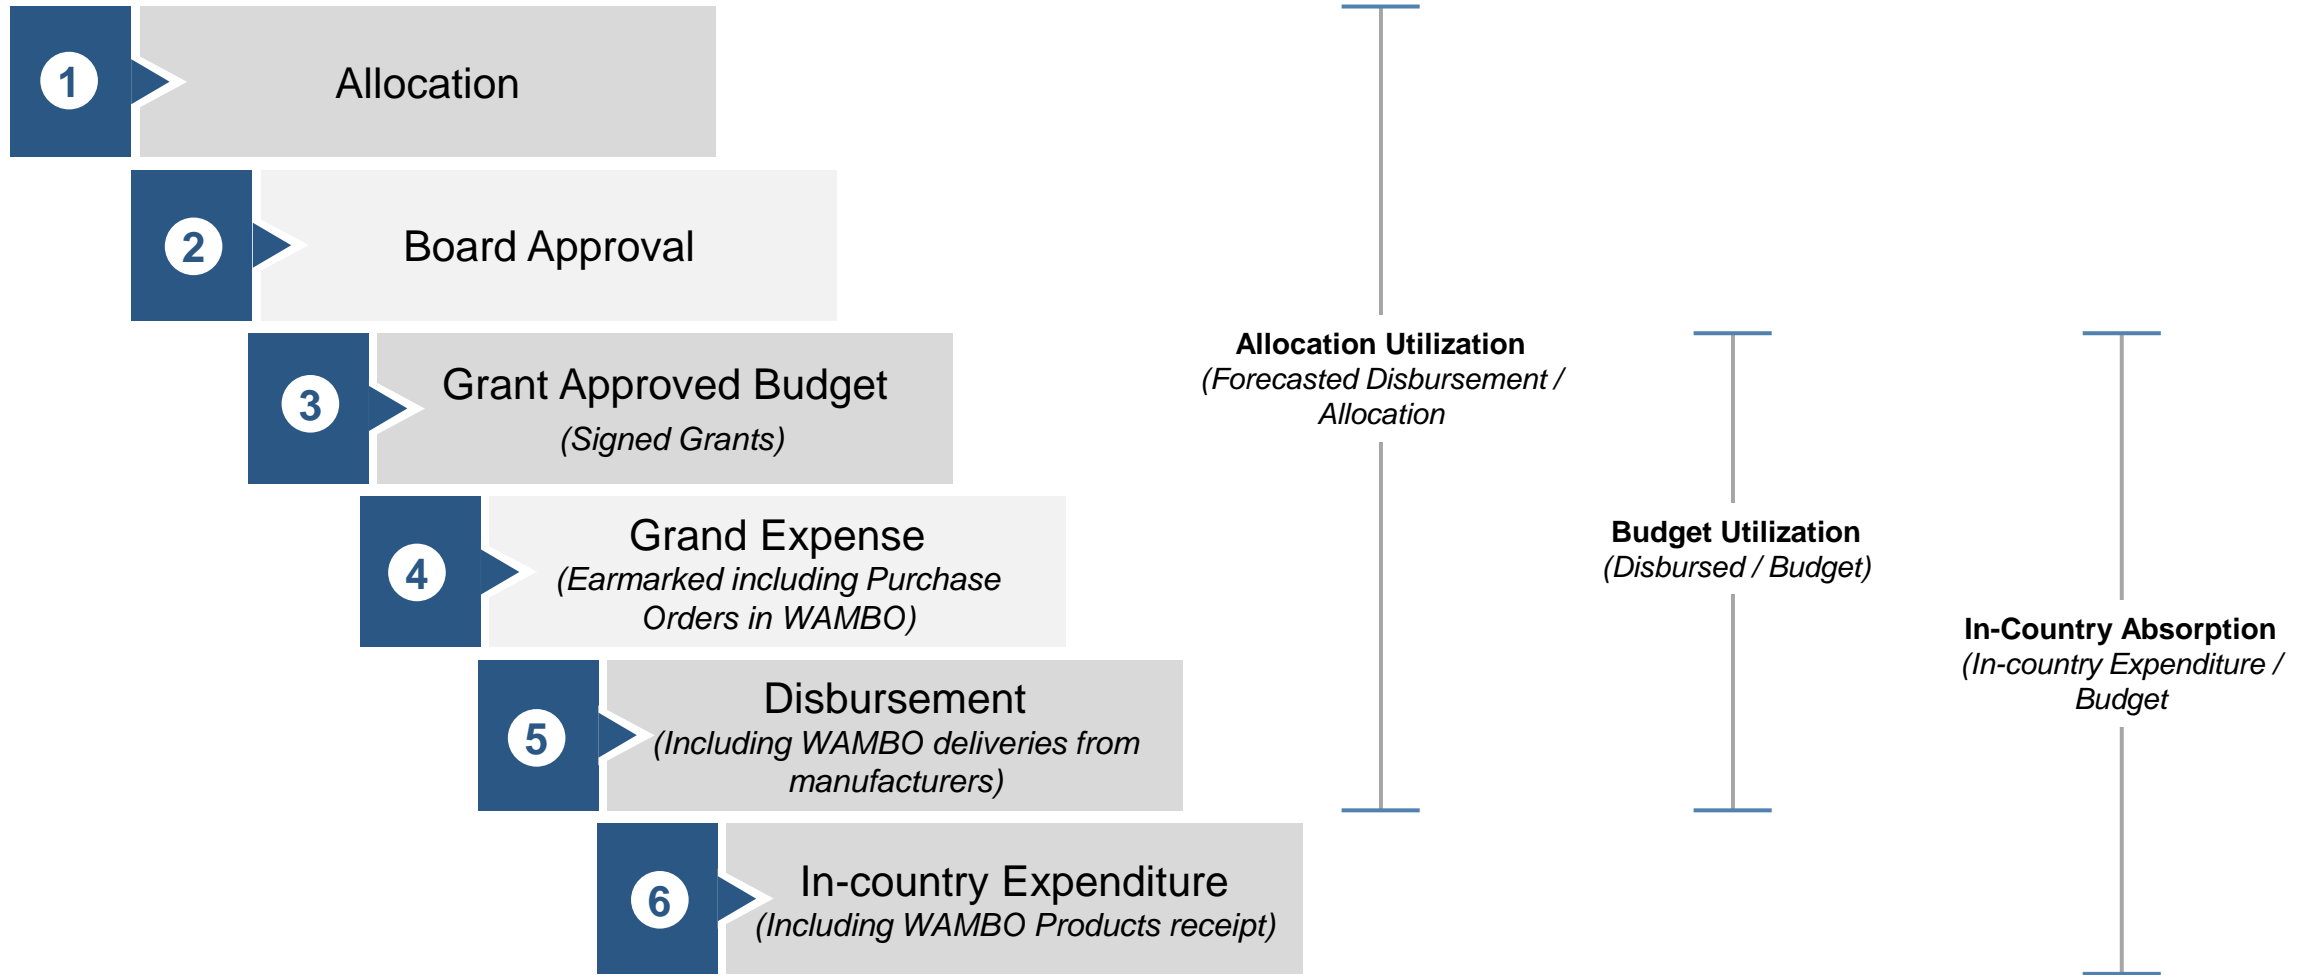 1
Allocation
2
Board Approval
3
Grant Approved Budget
(Signed Grants)
4
Grand Expense
(Earmarked including Purchase
Orders in WAMBO)
5
Disbursement
(Including WAMBO deliveries from
manufacturers)
6
In-country Expenditure
(Including WAMBO Products receipt)
Allocation Utilization
(Forecasted Disbursement /
Allocation
Budget Utilization
(Disbursed / Budget)
In-Country Absorption
(In-country Expenditure /
Budget